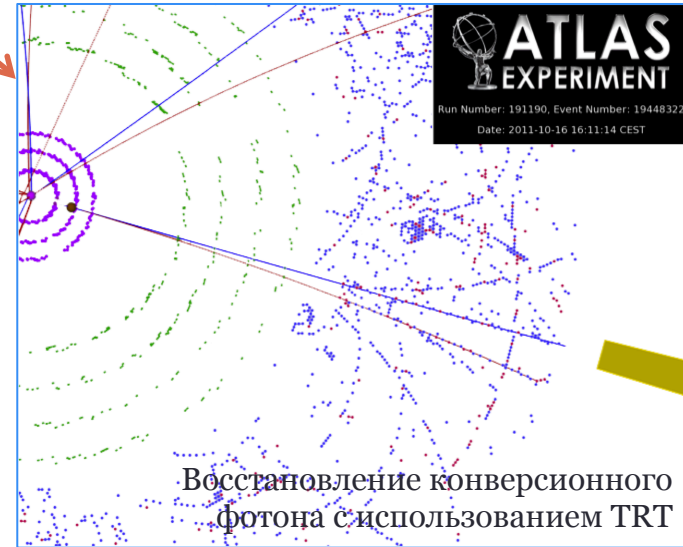 ATLAS
EXPERIMENT
Run Number: 191190, Event Number: 19448322
Date: 2011-10-16 16:11:14 CEST
Восстановление конверсионного
фотона с использованием TRT